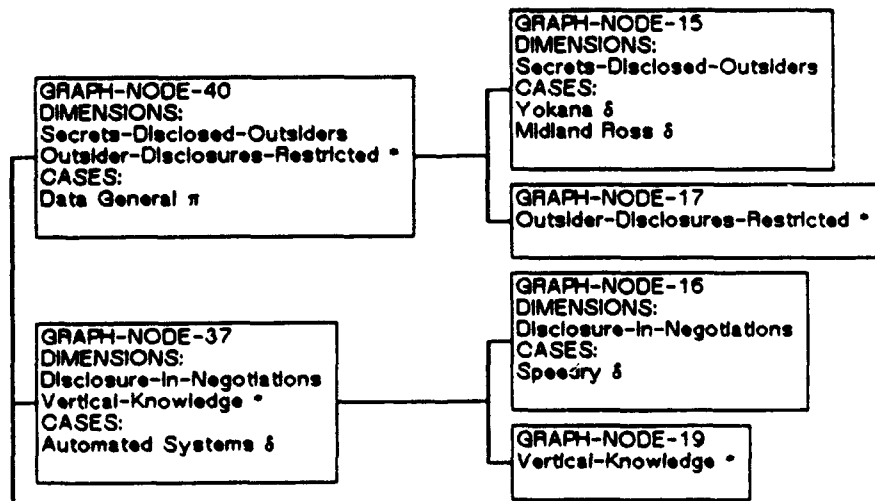 GRAPH-NODE-40
DIMENSIONS:
Secrets-Disclosed-Outsiders
Outsider-Disclosures-Restricted *
CASES:
Data General π
GRAPH-NODE-15
DIMENSIONS:
Secrets-Disclosed-Outsiders
CASES:
Yokana δ
Midland Ross δ
GRAPH-NODE-17
Outsider-Disclosures-Restricted *
GRAPH-NODE-37
DIMENSIONS:
Disclosure-In-Negotiations
Vertical-Knowledge *
CASES:
Automated Systems δ
GRAPH-NODE-16
DIMENSIONS:
Disclosure-In-Negotiations
CASES:
Speedry δ
GRAPH-NODE-19
Vertical-Knowledge *